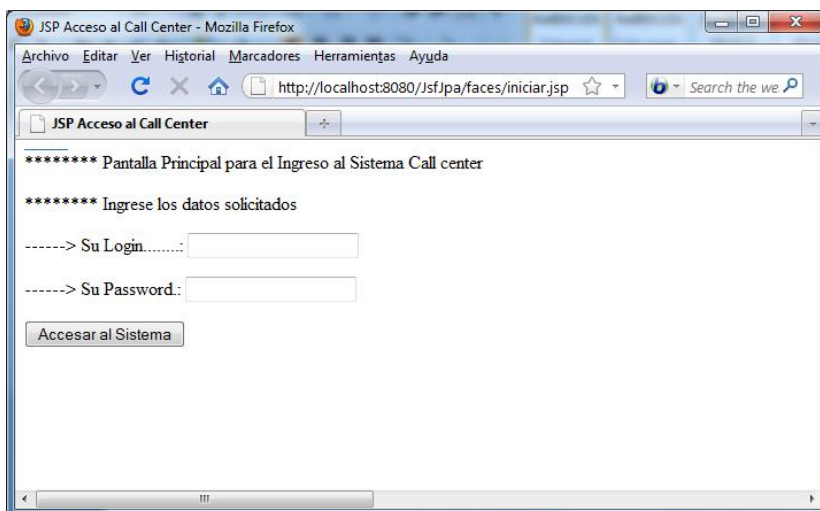 JSP Acceso al Call Center - Mozilla Firefox
Archivo Editar Ver Historial Marcadores Herramientas Ayuda
http://localhost:8080/JsfJpa/faces/iniciar.jsp Search the we
JSP Acceso al Call Center
******** Pantalla Principal para el Ingreso al Sistema Call center
******** Ingrese los datos solicitados
------> Su Login........:
------> Su Password.:
Accesar al Sistema